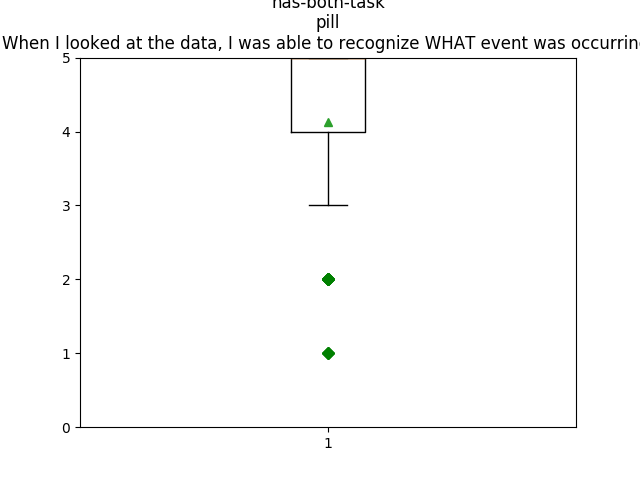 has-both-task
pill
When I looked at the data, I was able to recognize WHAT event was occurrin
5
4
3
2
1
0
1